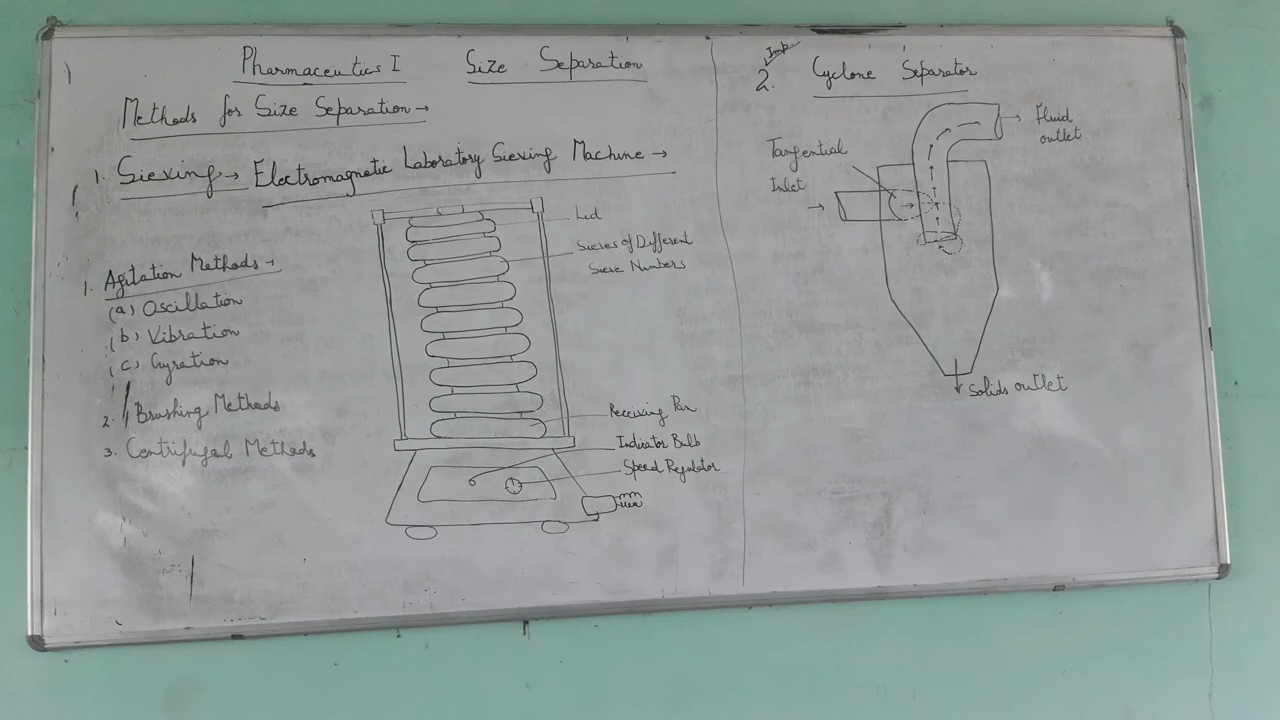 Pharmaceutics I Size Separation
Methods for Size Separation →
1. Sieving → Electromagnetic Laboratory Sieving Machine →
Lid
Sieves of Different
Sieve Numbers
1. Agitation Methods →
(a) Oscillation
(b) Vibration
(c) Gyration
2. Brushing Methods
3. Centrifugal Methods
Receiving Pan
Indicator Bulb
Speed Regulator
Imp
2. Cyclone Separator
Fluid
outlet
Tangential
Inlet
Solids outlet